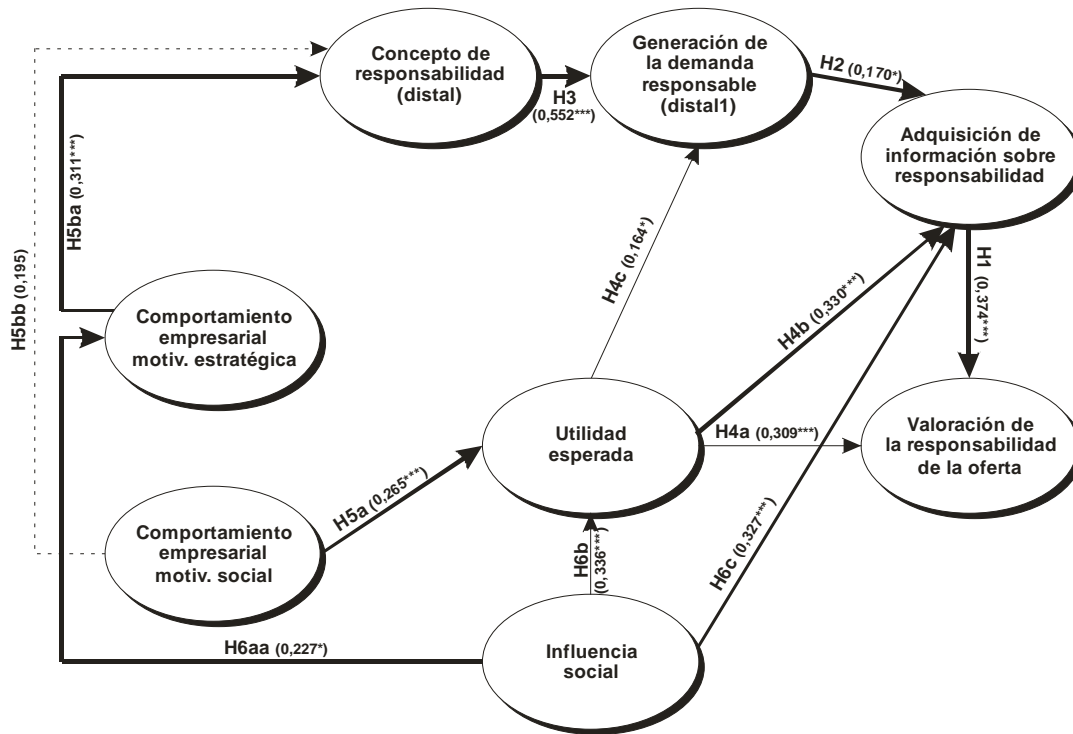 Concepto de
responsabilidad
(distal)
H3
(0,552***)
Generación de
la demanda
responsable
(distal1)
H2 (0,170*)
Adquisición de
información sobre
responsabilidad
H5bb (0,195)
H5ba (0,311***)
H4c (0,164*)
H4b (0,330***)
H1 (0,374***)
Comportamiento
empresarial
motiv. estratégica
Utilidad
esperada
H4a (0,309***)
Valoración de
la responsabilidad
de la oferta
H5a (0,265***)
Comportamiento
empresarial
motiv. social
H6b
(0,336***)
H6c (0,327***)
H6aa (0,227*)
Influencia
social